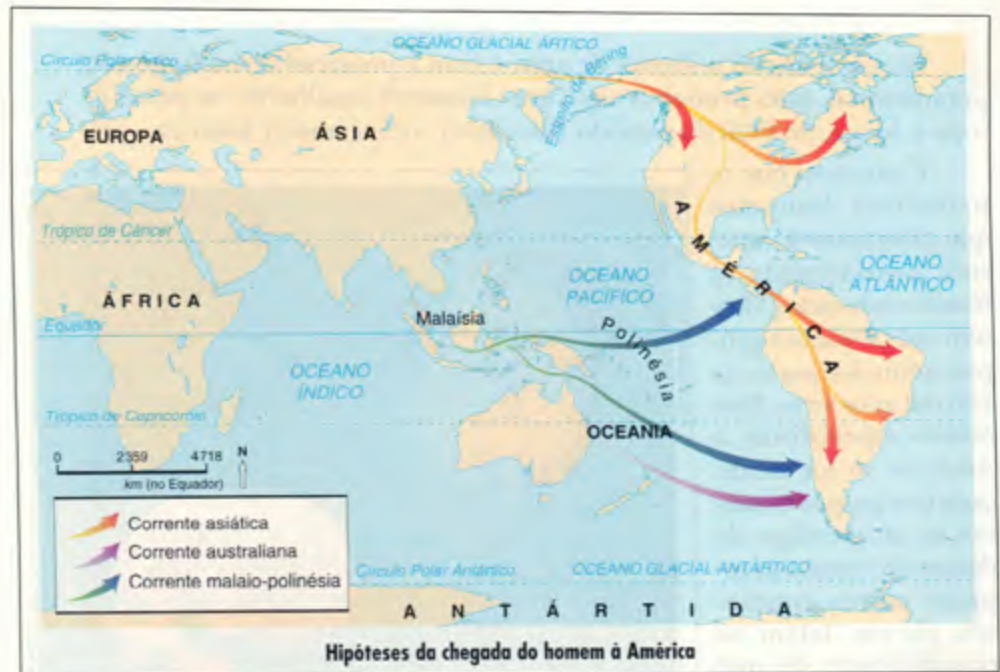 OCEANO GLACIAL ÁRTICO
Círculo Polar Ártico
Estreito de Bering
EUROPA
ÁSIA
Trópico de Câncer
ÁFRICA
AMÉRICA
OCEANO
ATLÂNTICO
OCEANO
PACÍFICO
Malaísia
Equador
Polinésia
OCEANO
ÍNDICO
Trópico de Capricórnio
OCEANIA
0 2359 4718
km (no Equador)
N
Corrente asiática
Corrente australiana
Corrente malaio-polinésia
Círculo Polar Antártico
OCEANO GLACIAL ANTÁRTICO
ANTÁRTIDA
Hipóteses da chegada do homem à América